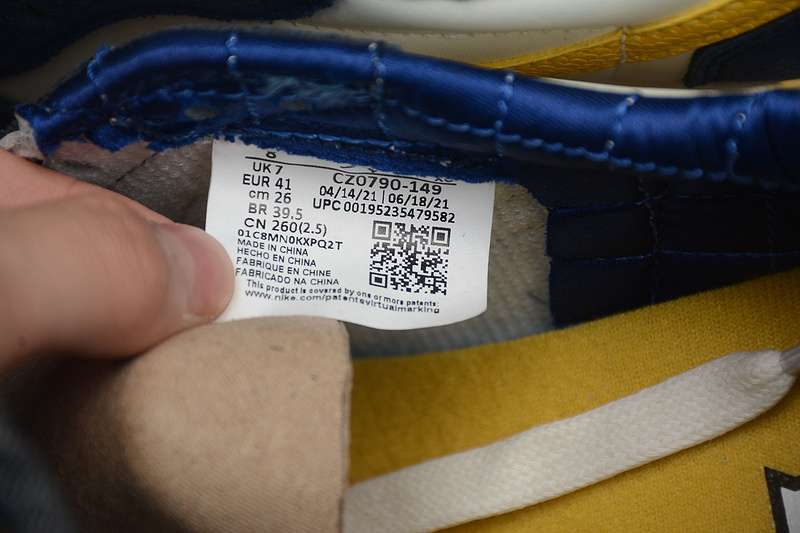 8
UK 7
EUR 41
cm 26
BR 39.5
CN 260(2.5)
01C8MN0KXPQ2T
CZ0790-149
04/14/21 06/18/21
UPC 00195235479582
MADE IN CHINA
HECHO EN CHINA
FABRIQUE EN CHINE
FABRICADO NA CHINA
This product is covered by one or more patents:
www.nike.com/patentsvirtualmarking